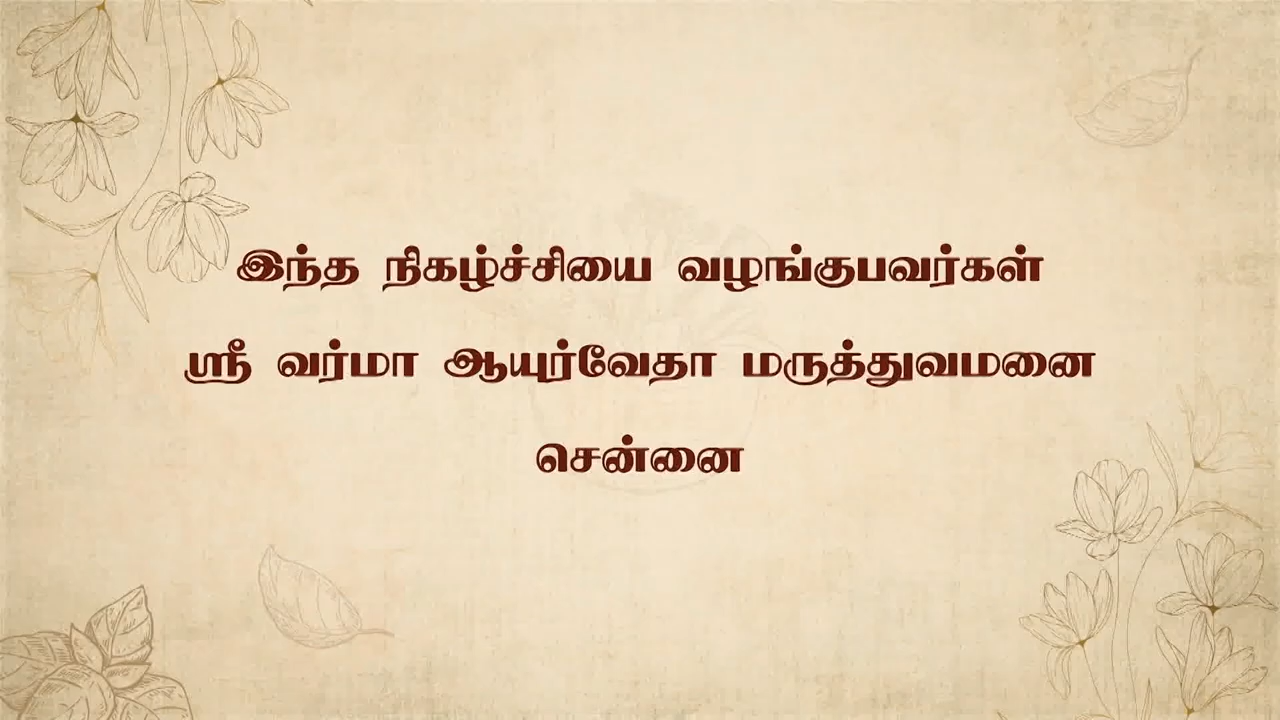 இந்த நிகழ்ச்சியை வழங்குபவர்கள்
ஸ்ரீ வர்மா ஆயுர்வேதா மருத்துவமனை
சென்னை